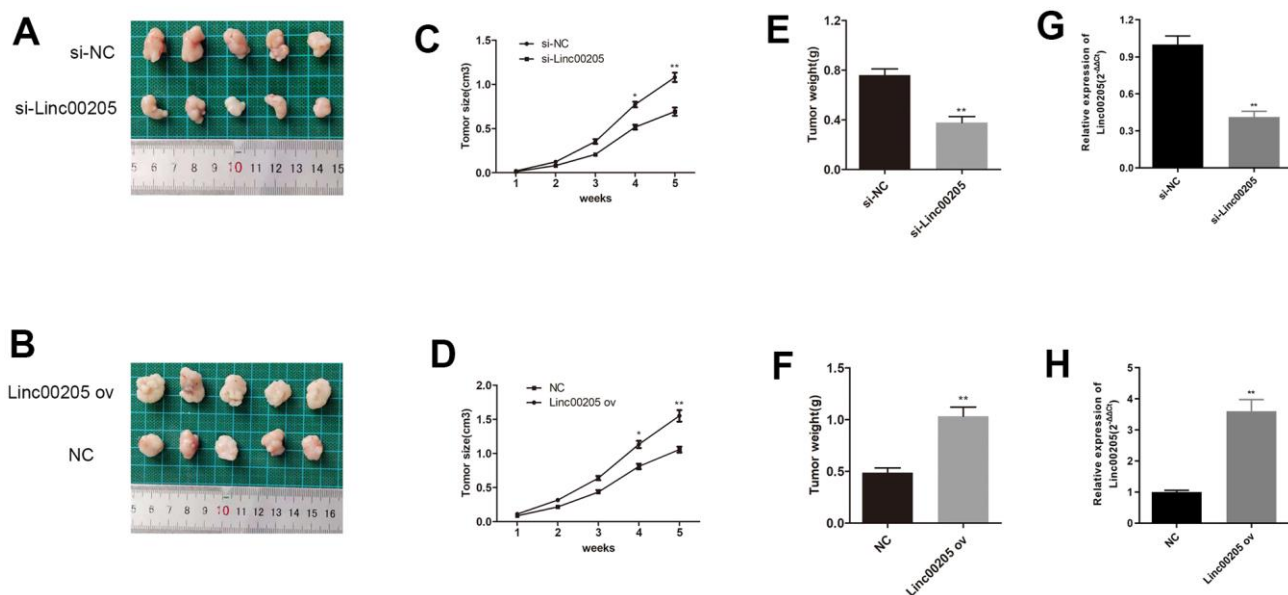 A
si-NC
si-Linc00205
5 6 7 8 9 10 11 12 13 14 15
C
si-NC
si-Linc00205
Tomor size(cm3)
1.5
1.0
0.5
0.0
*
**
1 2 3 4 5
weeks
E
Tumor weight(g)
1.2
0.8
0.4
0.0
**
si-NC
si-Linc00205
G
Relative expression of
Linc00205(2-ΔΔCt)
1.2
0.9
0.6
0.3
0.0
**
si-NC
si-Linc00205
B
Linc00205 ov
NC
5 6 7 8 9 10 11 12 13 14 15 16
D
NC
Linc00205 ov
Tomor size(cm3)
2.0
1.5
1.0
0.5
0.0
*
**
1 2 3 4 5
weeks
F
Tumor weight(g)
1.5
1.0
0.5
0.0
**
NC
Linc00205 ov
H
Relative expression of
Linc00205(2-ΔΔCt)
5
4
3
2
1
0
**
NC
Linc00205 ov